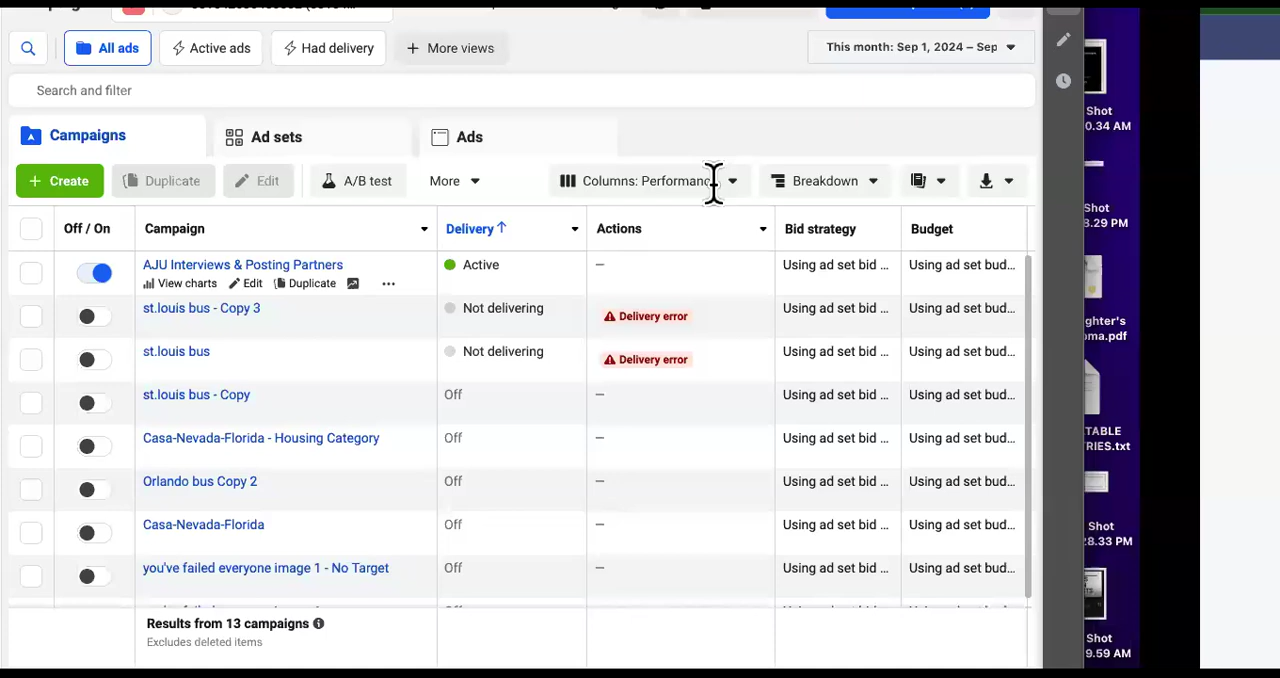 All ads
Active ads
Had delivery
+ More views
This month: Sep 1, 2024 – Sep
Search and filter
Campaigns
Ad sets
Ads
+ Create
Duplicate
Edit
A/B test
More
Columns: Performanc
Breakdown
Off / On
Campaign
Delivery ↑
Actions
Bid strategy
Budget
AJU Interviews & Posting Partners
Active
–
Using ad set bid ...
Using ad set bud...
View charts
Edit
Duplicate
...
st.louis bus - Copy 3
Not delivering
Delivery error
Using ad set bid ...
Using ad set bud...
st.louis bus
Not delivering
Delivery error
Using ad set bid ...
Using ad set bud...
st.louis bus - Copy
Off
–
Using ad set bid ...
Using ad set bud...
Casa-Nevada-Florida - Housing Category
Off
–
Using ad set bid ...
Using ad set bud...
Orlando bus Copy 2
Off
–
Using ad set bid ...
Using ad set bud...
Casa-Nevada-Florida
Off
–
Using ad set bid ...
Using ad set bud...
you've failed everyone image 1 - No Target
Off
–
Using ad set bid ...
Using ad set bud...
Results from 13 campaigns
Excludes deleted items
Shot
0.34 AM
Shot
3.29 PM
ghter's
oma.pdf
TABLE
RIES.txt
Shot
28.33 PM
Shot
9.59 AM